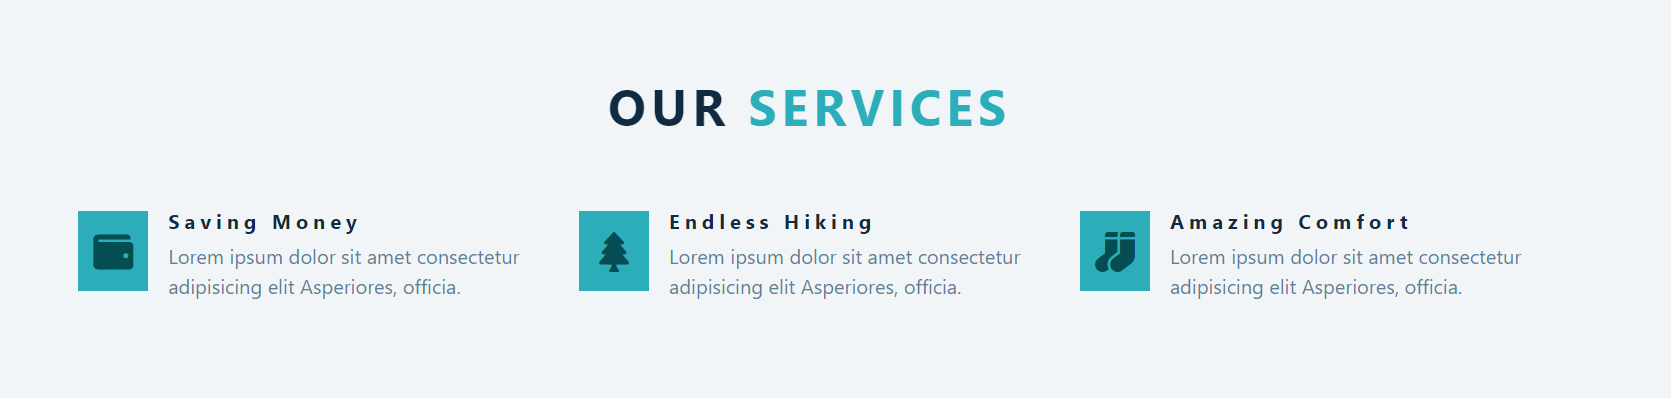 OUR SERVICES
Saving Money
Lorem ipsum dolor sit amet consectetur
adipisicing elit Asperiores, officia.
Endless Hiking
Lorem ipsum dolor sit amet consectetur
adipisicing elit Asperiores, officia.
Amazing Comfort
Lorem ipsum dolor sit amet consectetur
adipisicing elit Asperiores, officia.